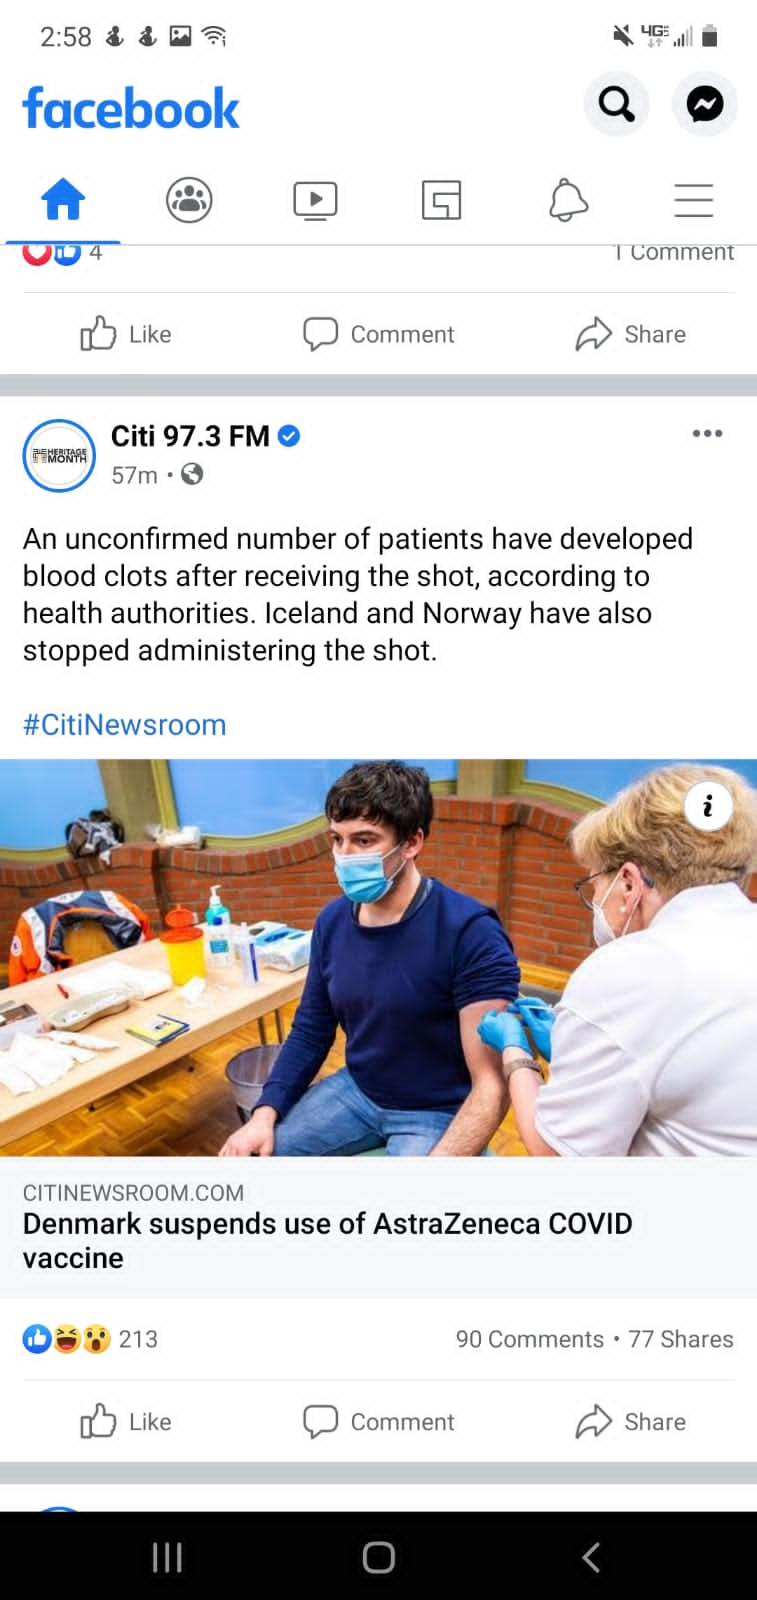 2:58
4GE
facebook
4
1 Comment
Like
Comment
Share
HERITAGE
MONTH
Citi 97.3 FM
57m •
An unconfirmed number of patients have developed
blood clots after receiving the shot, according to
health authorities. Iceland and Norway have also
stopped administering the shot.
#CitiNewsroom
i
CITINEWSROOM.COM
Denmark suspends use of AstraZeneca COVID
vaccine
213
90 Comments • 77 Shares
Like
Comment
Share